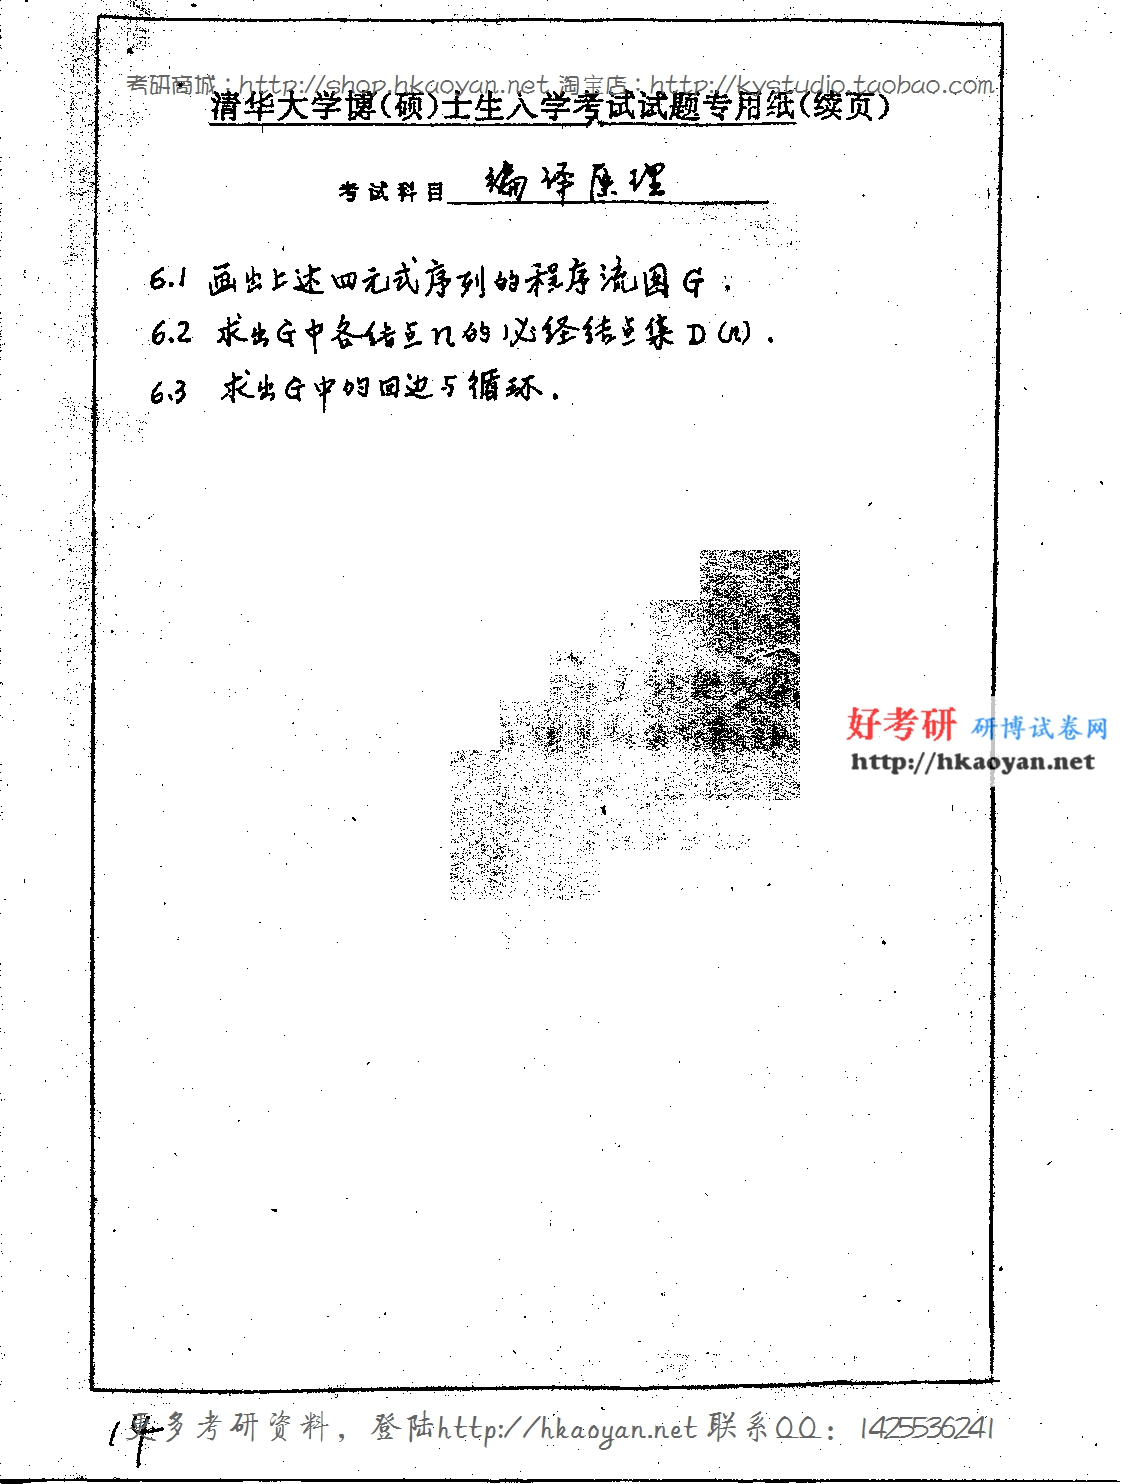 考研商城：http://shop.hkaoyan.net 淘宝店：http://kystudio.taobao.com
清华大学博(硕)士生入学考试试题专用纸(续页)
考试科目 编译原理
6.1 画出上述四元式序列的程序流图G．
6.2 求出G中各结点n的必经结点集D(n)．
6.3 求出G中的回边与循环．
好考研 研博试卷网
http://hkaoyan.net
14
更多考研资料，登陆http://hkaoyan.net 联系QQ：1425536241